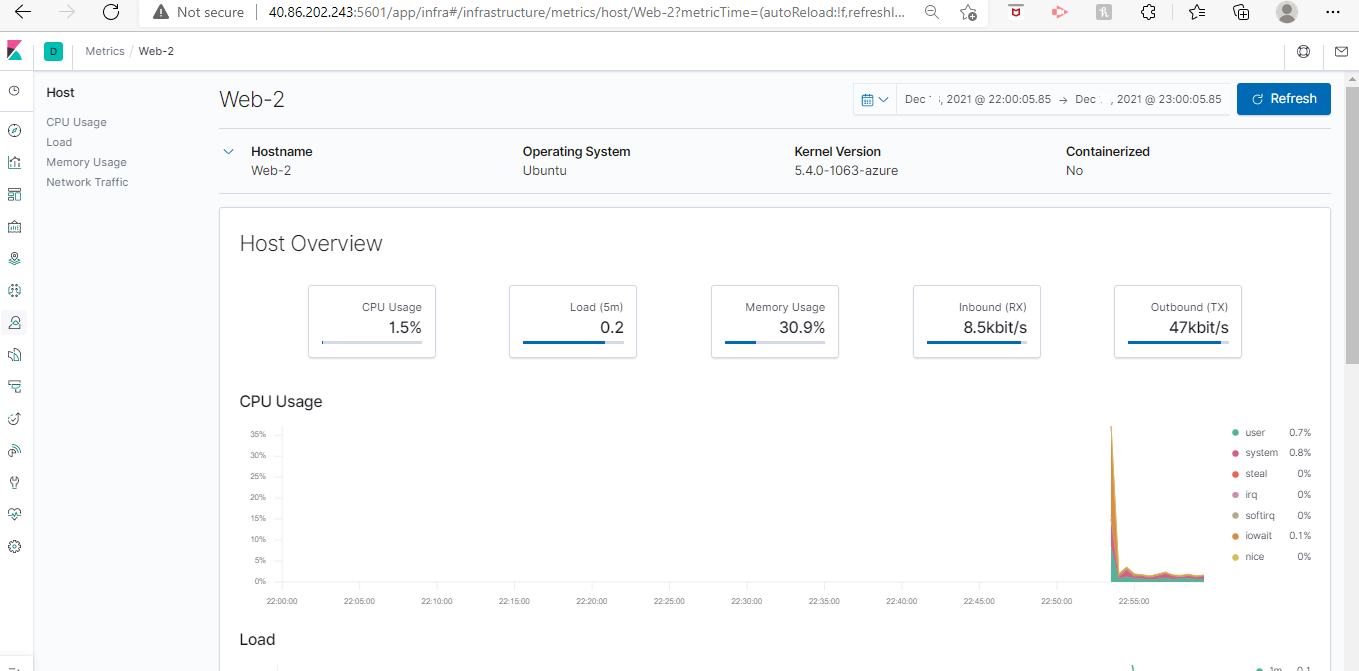 Not secure | 40.86.202.243:5601/app/infra#/infrastructure/metrics/host/Web-2?metricTime=(autoReload:!f,refreshI...
D Metrics / Web-2
Host
CPU Usage
Load
Memory Usage
Network Traffic
Web-2
Dec , 2021 @ 22:00:05.85 → Dec , 2021 @ 23:00:05.85
Refresh
Hostname Operating System Kernel Version Containerized
Web-2 Ubuntu 5.4.0-1063-azure No
Host Overview
CPU Usage Load (5m) Memory Usage Inbound (RX) Outbound (TX)
1.5% 0.2 30.9% 8.5kbit/s 47kbit/s
CPU Usage
35%
30%
25%
20%
15%
10%
5%
0%
22:00:00 22:05:00 22:10:00 22:15:00 22:20:00 22:25:00 22:30:00 22:35:00 22:40:00 22:45:00 22:50:00 22:55:00
user 0.7%
system 0.8%
steal 0%
irq 0%
softirq 0%
iowait 0.1%
nice 0%
Load
1m 0.1